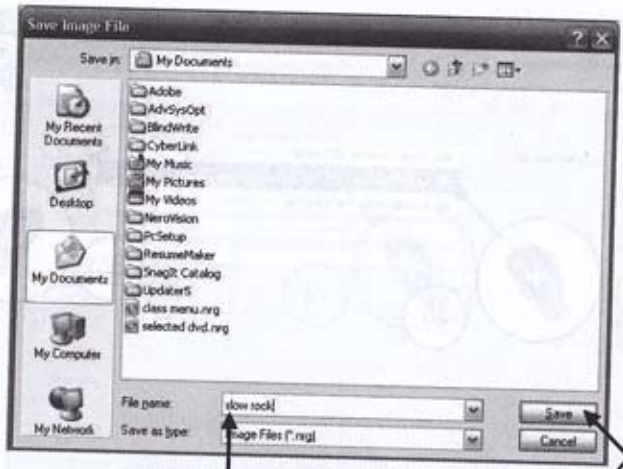 Save Image File
Save in: My Documents
My Recent Documents
Desktop
My Documents
My Computer
My Network
Adobe
AdvSysOpt
BlindWrite
CyberLink
My Music
My Pictures
My Videos
NeroVision
PcSetup
ResumeMaker
SnagIt Catalog
Updater5
class menu.nrg
selected dvd.nrg
File name: slow rock
Save
Save as type: Image Files (*.nrg)
Cancel